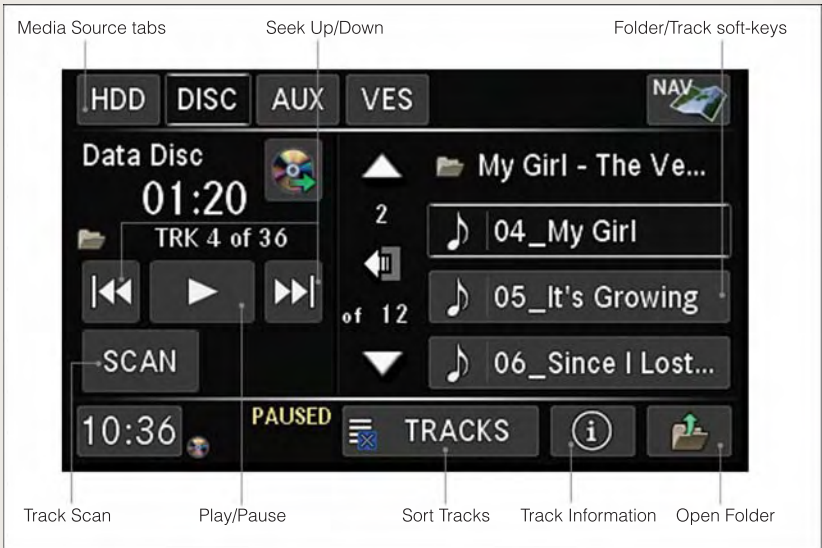 Media Source tabs
Seek Up/Down
Folder/Track soft-keys
HDD
DISC
AUX
VES
NAV
Data Disc
01:20
TRK 4 of 36
SCAN
2
of 12
My Girl - The Ve...
04_My Girl
05_It's Growing
06_Since I Lost...
10:36
PAUSED
TRACKS
i
Track Scan
Play/Pause
Sort Tracks
Track Information
Open Folder